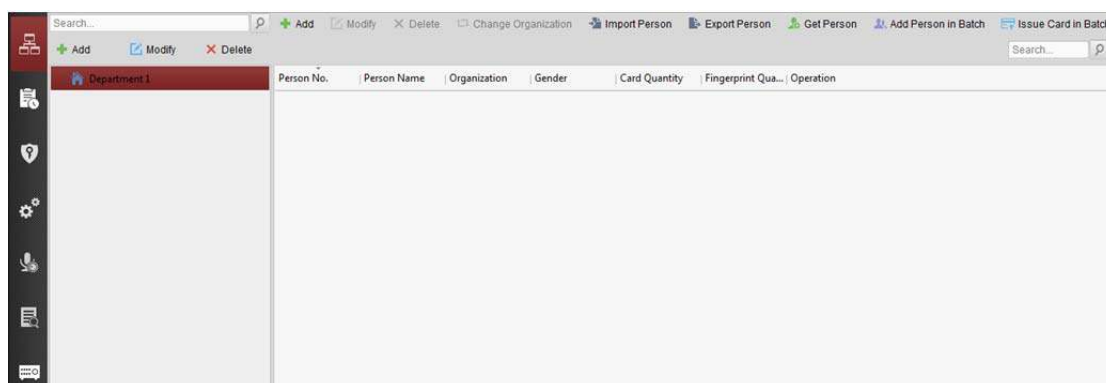 Search... Add Modify Delete Change Organization Import Person Export Person Get Person Add Person in Batch Issue Card in Batch
Add Modify Delete Search...
Department 1 Person No. Person Name Organization Gender Card Quantity Fingerprint Qua... Operation